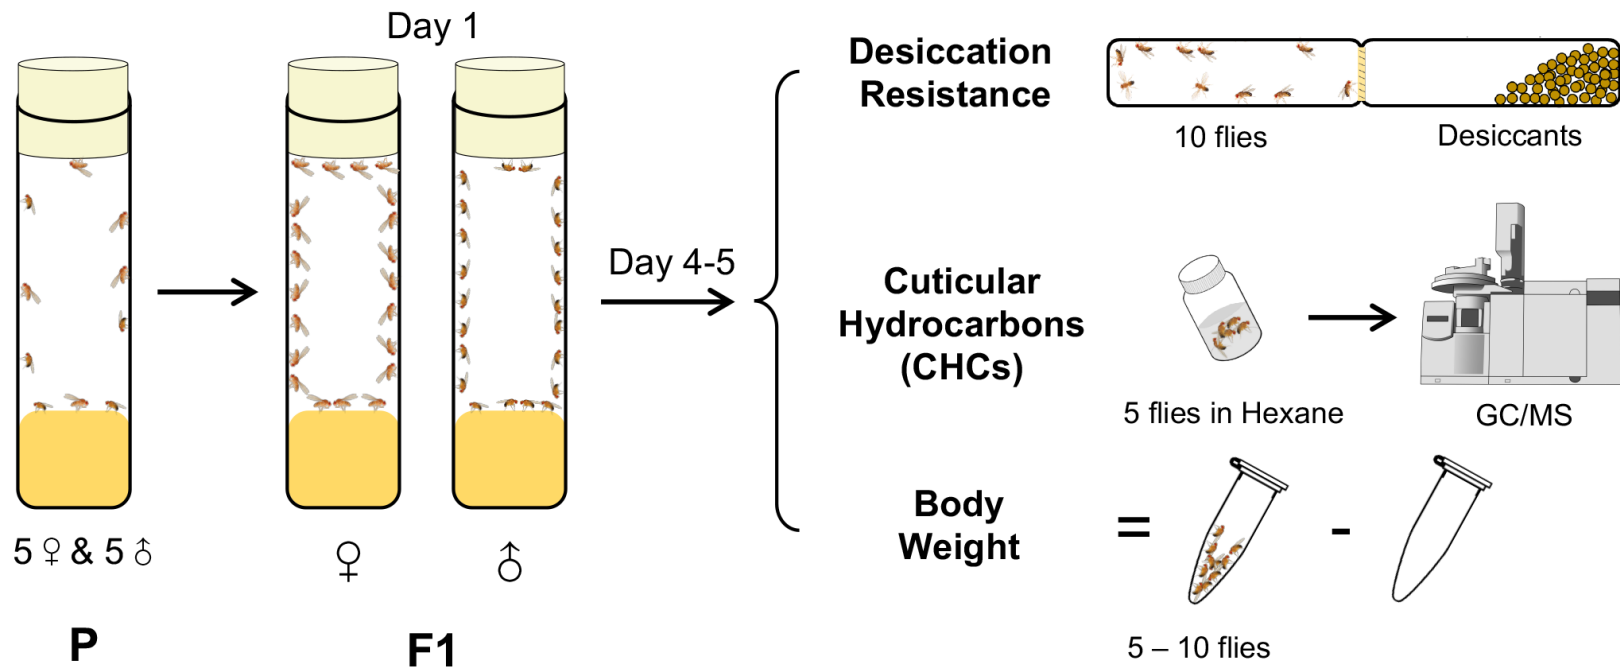 Day 1
5 ♀ & 5 ♂
P
♀
♂
F1
Day 4-5
Desiccation
Resistance
10 flies
Desiccants
Cuticular
Hydrocarbons
(CHCs)
5 flies in Hexane
GC/MS
Body
Weight
=
-
5 – 10 flies